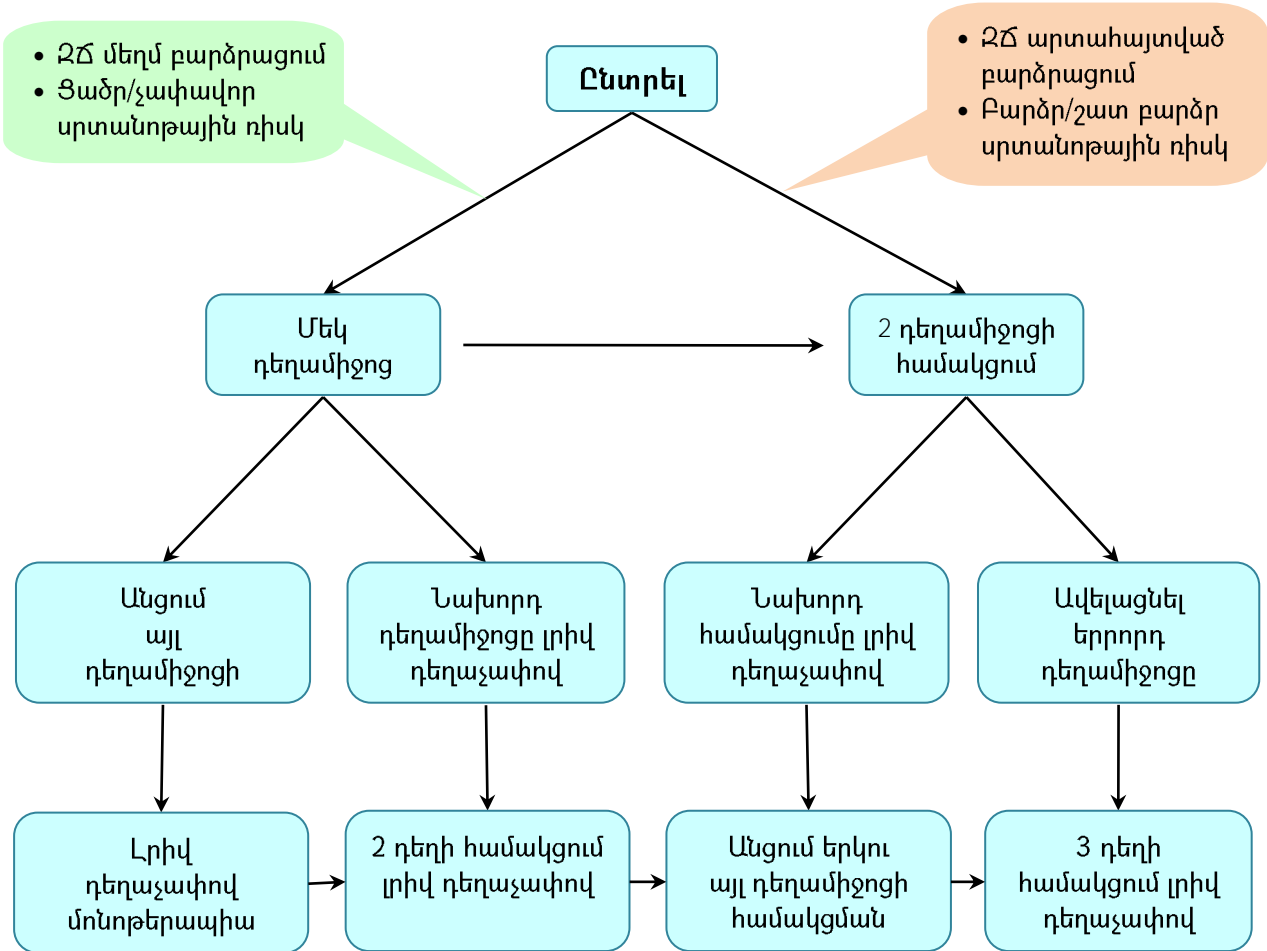 • ԶՃ մեղմ բարձրացում
• Ցածր/չափավոր
սրտանոթային ռիսկ
Ընտրել
• ԶՃ արտահայտված
բարձրացում
• Բարձր/շատ բարձր
սրտանոթային ռիսկ
Մեկ
դեղամիջոց
2 դեղամիջոցի
համակցում
Անցում
այլ
դեղամիջոցի
Նախորդ
դեղամիջոցը լրիվ
դեղաչափով
Նախորդ
համակցումը լրիվ
դեղաչափով
Ավելացնել
երրորդ
դեղամիջոցը
Լրիվ
դեղաչափով
մոնոթերապիա
2 դեղի համակցում
լրիվ դեղաչափով
Անցում երկու
այլ դեղամիջոցի
համակցման
3 դեղի
համակցում լրիվ
դեղաչափով